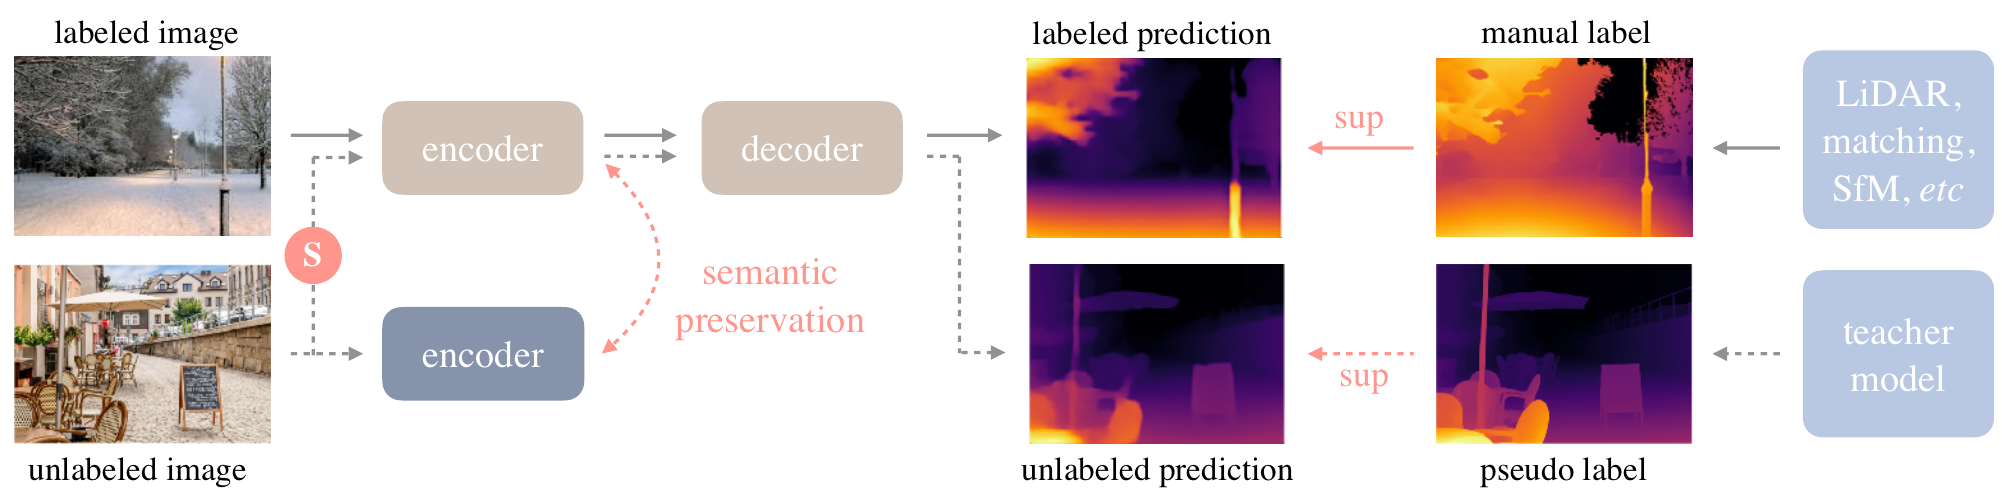 labeled image
labeled prediction
manual label
encoder
decoder
sup
LiDAR,
matching,
SfM, etc
S
semantic
preservation
encoder
sup
teacher
model
unlabeled image
unlabeled prediction
pseudo label